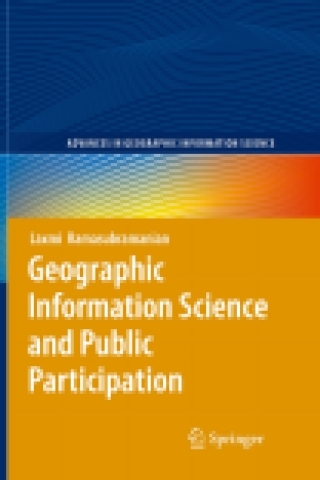 ADVANCES IN GEOGRAPHIC INFORMATION SCIENCE
Laxmi Ramasubramanian
Geographic
Information Science
and Public
Participation
Springer